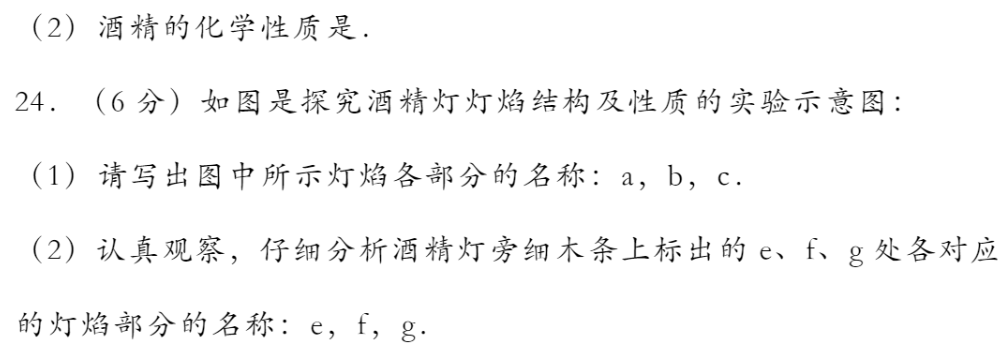 （2）酒精的化学性质是．
24．（6 分）如图是探究酒精灯灯焰结构及性质的实验示意图：
（1）请写出图中所示灯焰各部分的名称：a，b，c．
（2）认真观察，仔细分析酒精灯旁细木条上标出的 e、f、g 处各对应
的灯焰部分的名称：e，f，g．